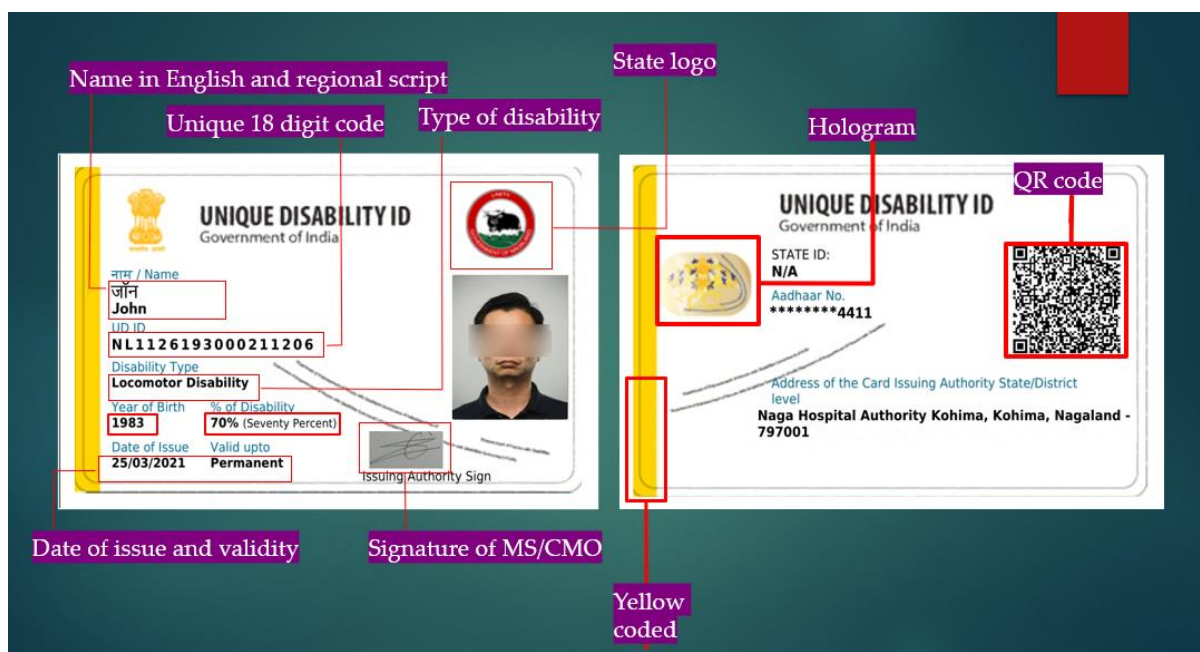 Name in English and regional script
Unique 18 digit code
Type of disability
State logo
Hologram
QR code
UNIQUE DISABILITY ID
Government of India
नाम / Name
जॉन
John
UD ID
NL1126193000211206
Disability Type
Locomotor Disability
Year of Birth % of Disability
1983 70% (Seventy Percent)
Date of Issue Valid upto
25/03/2021 Permanent
Issuing Authority Sign
UNIQUE DISABILITY ID
Government of India
STATE ID:
N/A
Aadhaar No.
********4411
Address of the Card Issuing Authority State/District
level
Naga Hospital Authority Kohima, Kohima, Nagaland -
797001
Date of issue and validity
Signature of MS/CMO
Yellow
coded